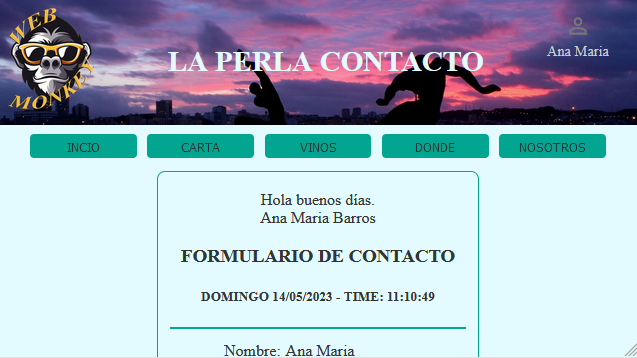 WEB
MONKEY
LA PERLA CONTACTO
Ana Maria
INCIO
CARTA
VINOS
DONDE
NOSOTROS
Hola buenos días.
Ana Maria Barros
FORMULARIO DE CONTACTO
DOMINGO 14/05/2023 - TIME: 11:10:49
Nombre: Ana Maria